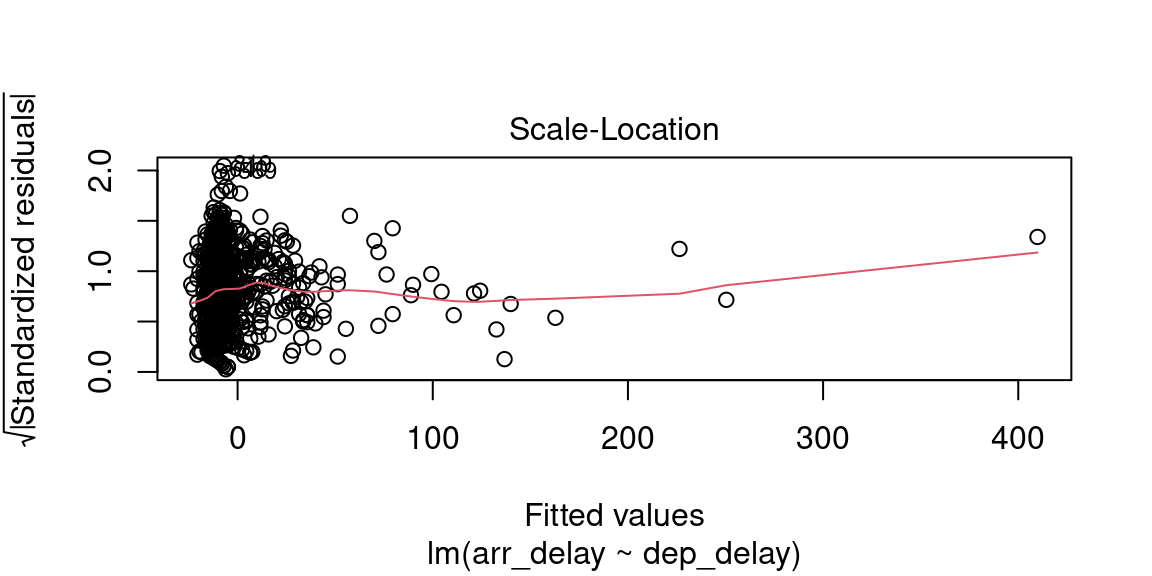 Scale-Location
√|Standardized residuals|
2.0
1.0
0.0
0
100
200
300
400
Fitted values
lm(arr_delay ~ dep_delay)